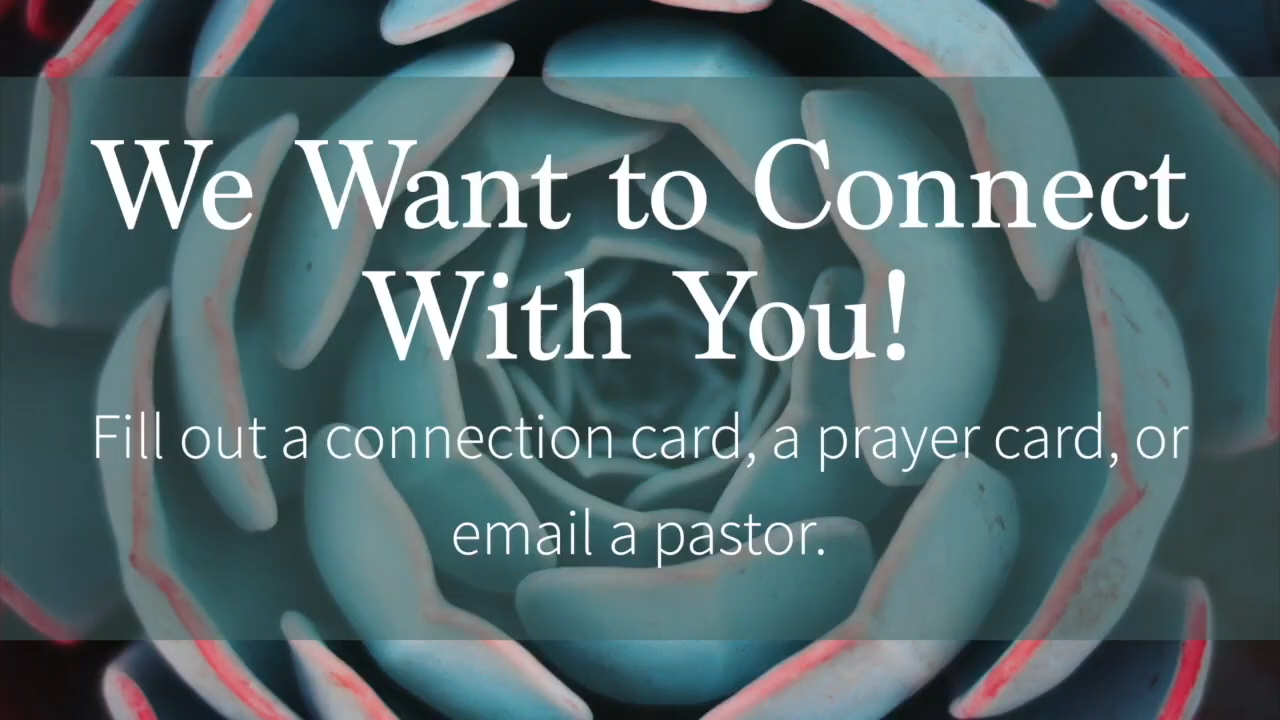 We Want to Connect
With You!
Fill out a connection card, a prayer card, or
email a pastor.